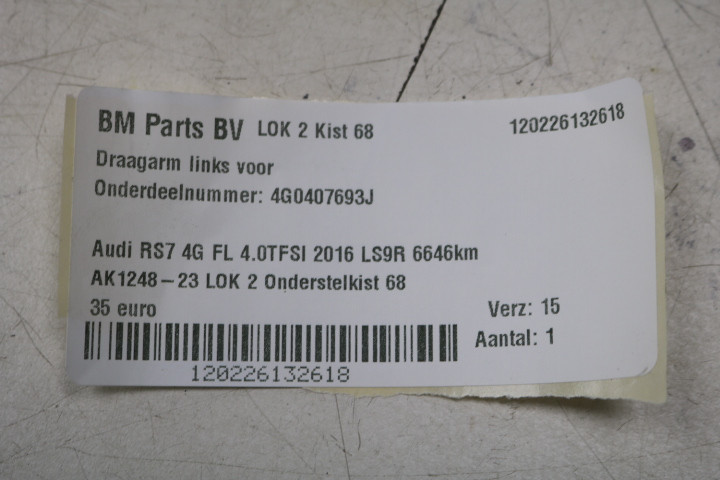 BM Parts BV LOK 2 Kist 68 120226132618
Draagarm links voor
Onderdeelnummer: 4G0407693J
Audi RS7 4G FL 4.0TFSI 2016 LS9R 6646km
AK1248-23 LOK 2 Onderstelkist 68
35 euro Verz: 15
Aantal: 1
120226132618